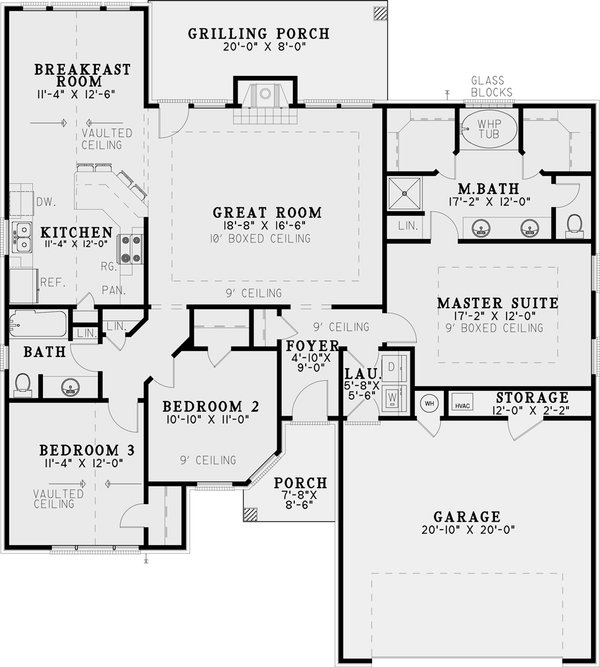 GRILLING PORCH
20'-0" X 8'-0"
BREAKFAST
ROOM
11'-4" X 12'-6"
VAULTED
CEILING
GLASS
BLOCKS
WHP
TUB
M.BATH
17'-2" X 12'-0"
LIN.
DW.
KITCHEN
11'-4" X 12'-0"
RG.
REF.
PAN.
GREAT ROOM
18'-8" X 16'-6"
10' BOXED CEILING
9' CEILING
MASTER SUITE
17'-2" X 12'-0"
9' BOXED CEILING
LIN.
LIN.
BATH
9' CEILING
FOYER
4'-10"X
9'-0"
LAU.
5'-8"X
5'-6"
D
W
WH
HVAC
STORAGE
12'-0" X 2'-2"
BEDROOM 2
10'-10" X 11'-0"
9' CEILING
BEDROOM 3
11'-4" X 12'-0"
VAULTED
CEILING
PORCH
7'-8"X
8'-6"
GARAGE
20'-10" X 20'-0"